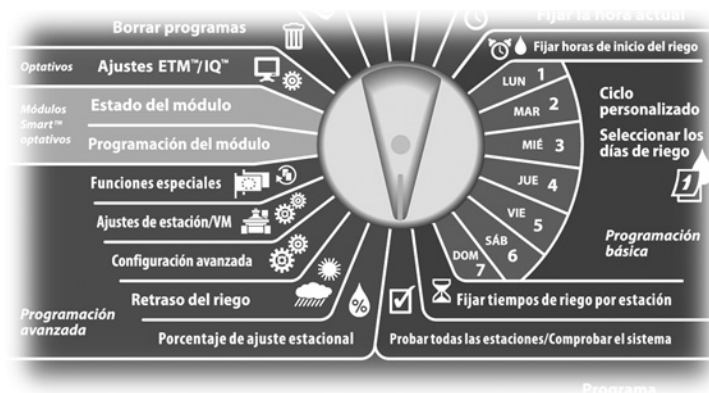 Fijar la hora actual
Borrar programas
Fijar horas de inicio del riego
Optativos
Ajustes ETM™/IQ™
LUN 1
MAR 2
MIÉ 3
JUE 4
VIE 5
SÁB 6
DOM 7
Ciclo
personalizado
Seleccionar los
días de riego
1
Programación
básica
Módulos
Smart™
optativos
Estado del módulo
Programación del módulo
Funciones especiales
Ajustes de estación/VM
Configuración avanzada
Retraso del riego
Programación
avanzada
%
Fijar tiempos de riego por estación
Porcentaje de ajuste estacional
Probar todas las estaciones/Comprobar el sistema
Programa